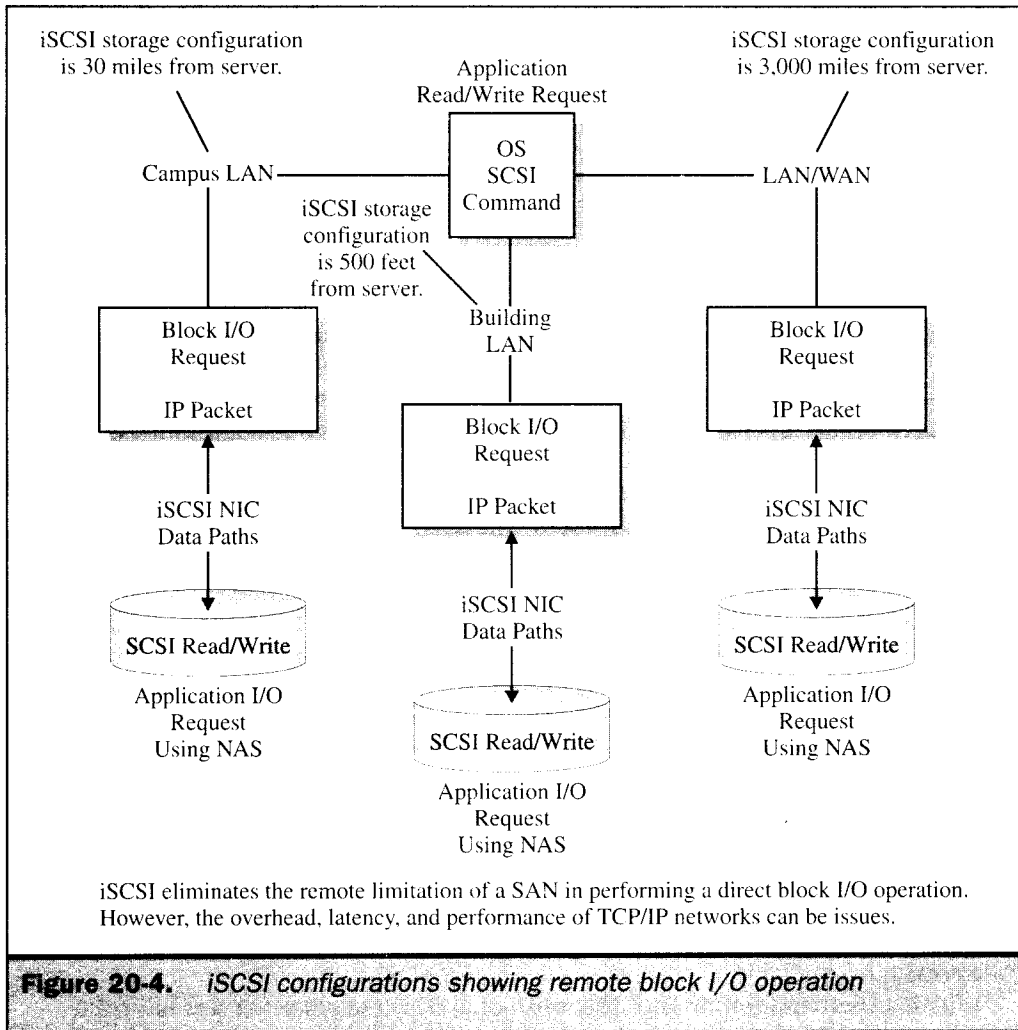 iSCSI storage configuration
is 30 miles from server.
Application
Read/Write Request
iSCSI storage configuration
is 3,000 miles from server.
Campus LAN
OS
SCSI
Command
LAN/WAN
iSCSI storage
configuration
is 500 feet
from server.
Building
LAN
Block I/O
Request
IP Packet
Block I/O
Request
IP Packet
Block I/O
Request
IP Packet
iSCSI NIC
Data Paths
iSCSI NIC
Data Paths
iSCSI NIC
Data Paths
SCSI Read/Write
Application I/O
Request
Using NAS
SCSI Read/Write
Application I/O
Request
Using NAS
SCSI Read/Write
Application I/O
Request
Using NAS
iSCSI eliminates the remote limitation of a SAN in performing a direct block I/O operation.
However, the overhead, latency, and performance of TCP/IP networks can be issues.
Figure 20-4. iSCSI configurations showing remote block I/O operation